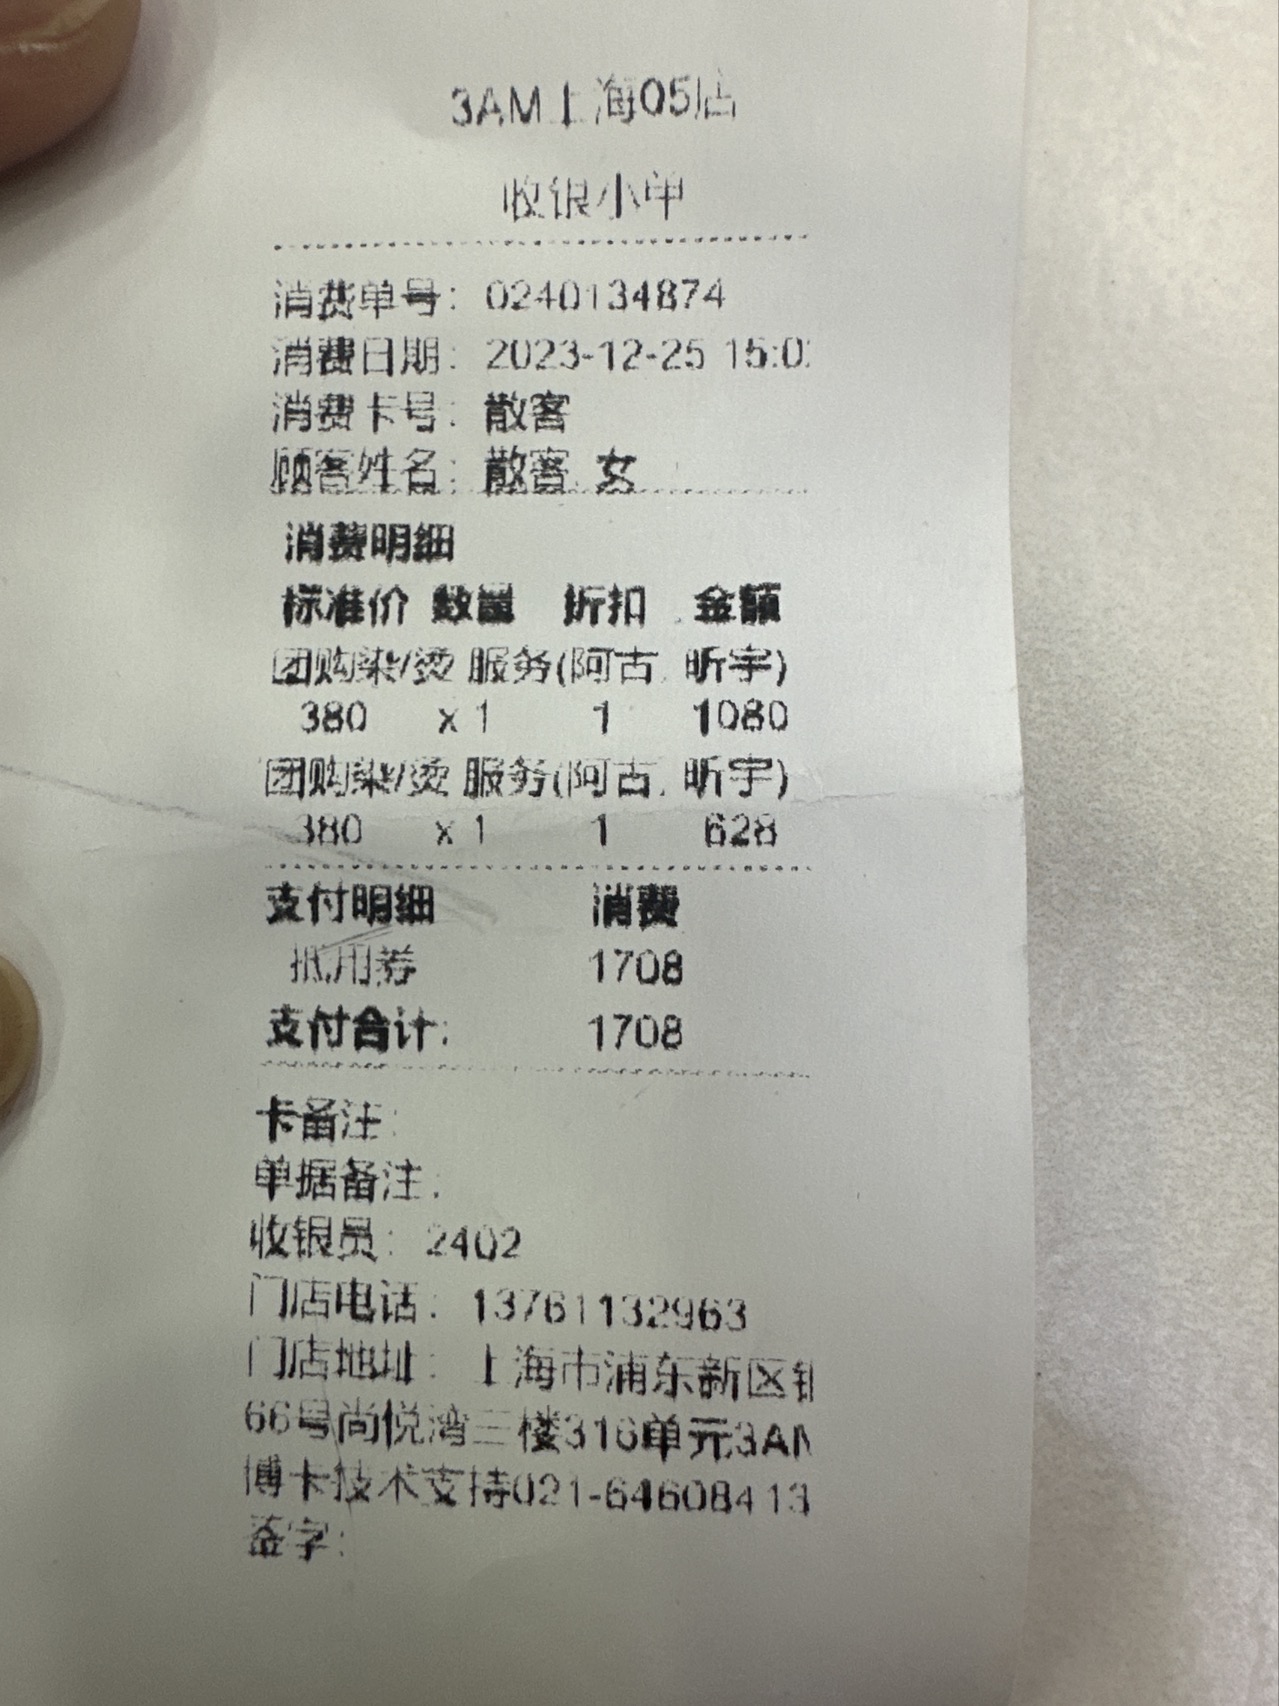 3AM上海05店
收银小单
消费单号：0240134874
消费日期：2023-12-25 15:0
消费卡号：散客
顾客姓名：散客 女
消费明细
标准价 数量 折扣 金额
团购染/烫 服务(阿古, 昕宇)
380 x 1 1 1080
团购染/烫 服务(阿古, 昕宇)
380 x 1 1 628
支付明细 消费
抵用券 1708
支付合计: 1708
卡备注:
单据备注:
收银员: 2402
门店电话: 13761132963
门店地址: 上海市浦东新区
66号尚悦湾三楼316单元3AM
博卡技术支持021-64608413
签字: